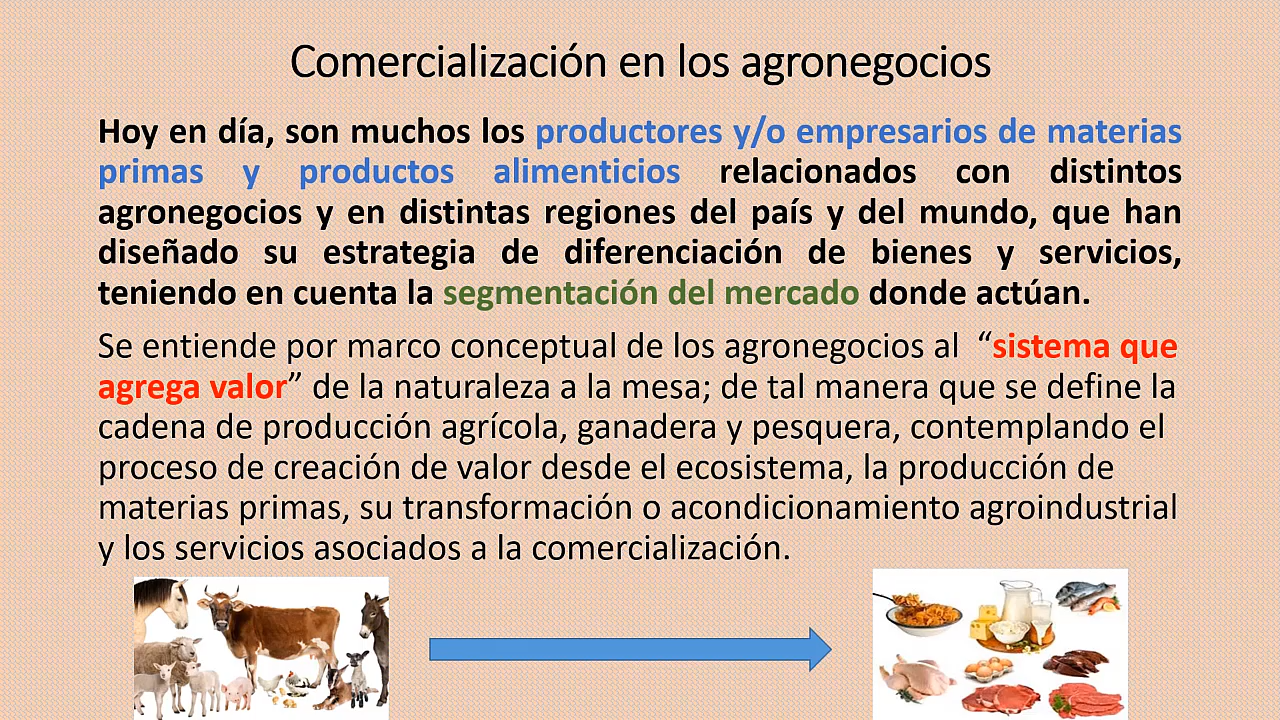 Comercialización en los agronegocios
Hoy en día, son muchos los productores y/o empresarios de materias
primas y productos alimenticios relacionados con distintos
agronegocios y en distintas regiones del país y del mundo, que han
diseñado su estrategia de diferenciación de bienes y servicios,
teniendo en cuenta la segmentación del mercado donde actúan.
Se entiende por marco conceptual de los agronegocios al “sistema que
agrega valor” de la naturaleza a la mesa; de tal manera que se define la
cadena de producción agrícola, ganadera y pesquera, contemplando el
proceso de creación de valor desde el ecosistema, la producción de
materias primas, su transformación o acondicionamiento agroindustrial
y los servicios asociados a la comercialización.